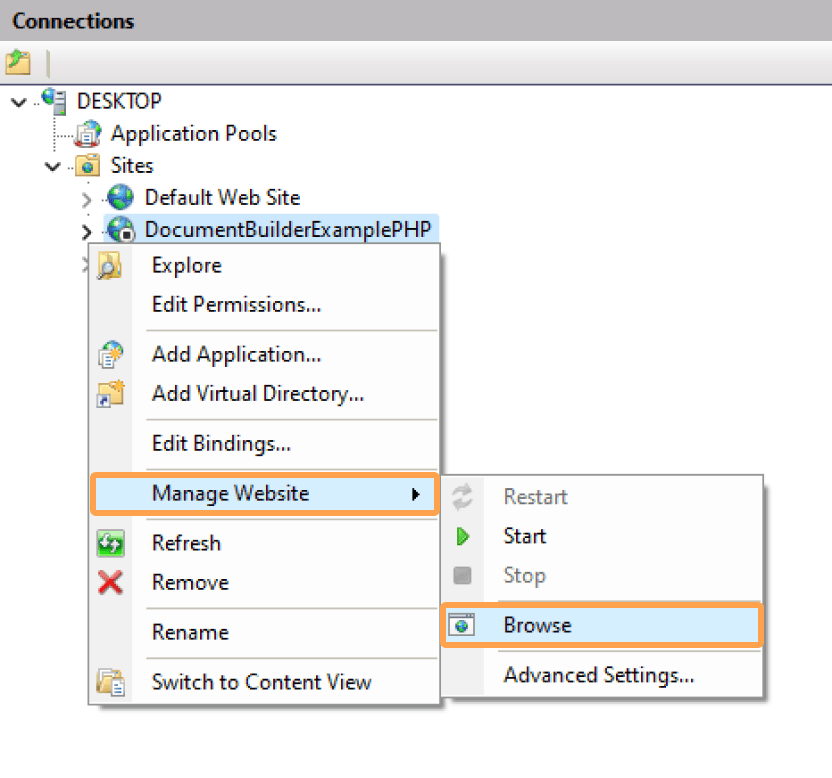 Connections
DESKTOP
Application Pools
Sites
Default Web Site
DocumentBuilderExamplePHP
Explore
Edit Permissions...
Add Application...
Add Virtual Directory...
Edit Bindings...
Manage Website
Refresh
Remove
Rename
Switch to Content View
Restart
Start
Stop
Browse
Advanced Settings...